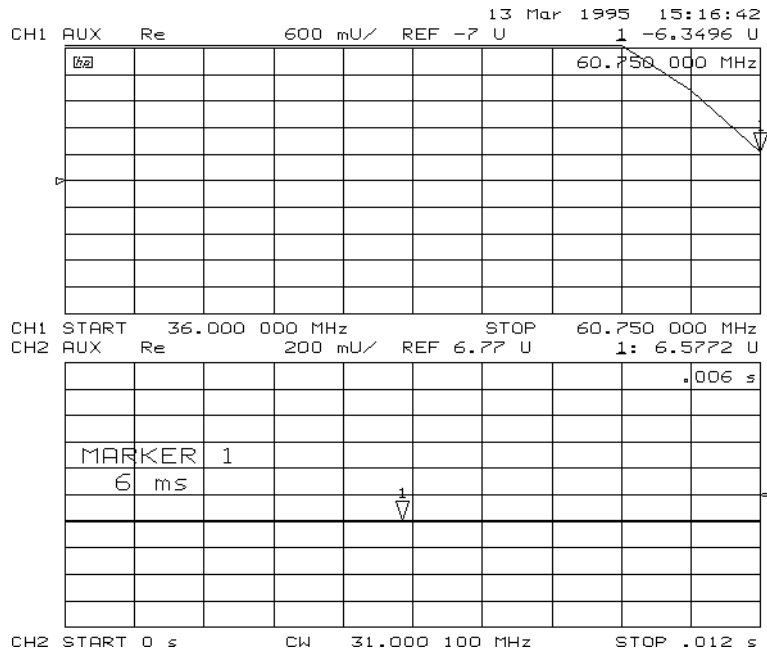 13 Mar 1995 15:16:42
CH1 AUX Re 600 mU/ REF -7 U 1 -6.3496 U
hp 60.750 000 MHz
1
CH1 START 36.000 000 MHz STOP 60.750 000 MHz
CH2 AUX Re 200 mU/ REF 6.77 U 1: 6.5772 U
.006 s
MARKER 1
6 ms
1
CH2 START 0 s CW 31.000 100 MHz STOP .012 s